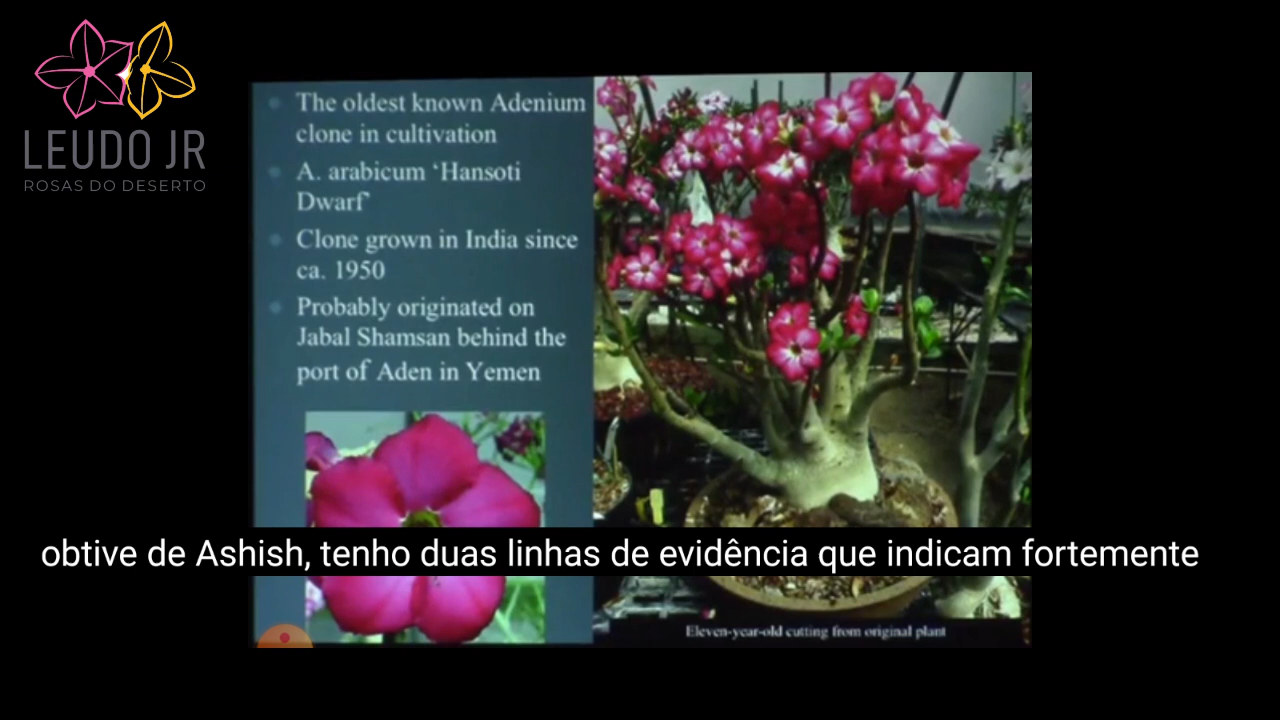 LEUDO JR
ROSAS DO DESERTO
The oldest known Adenium
clone in cultivation
A. arabicum ‘Hansoti
Dwarf’
Clone grown in India since
ca. 1950
Probably originated on
Jabal Shamsan behind the
port of Aden in Yemen
obtive de Ashish, tenho duas linhas de evidência que indicam fortemente
Eleven-year-old cutting from original plant